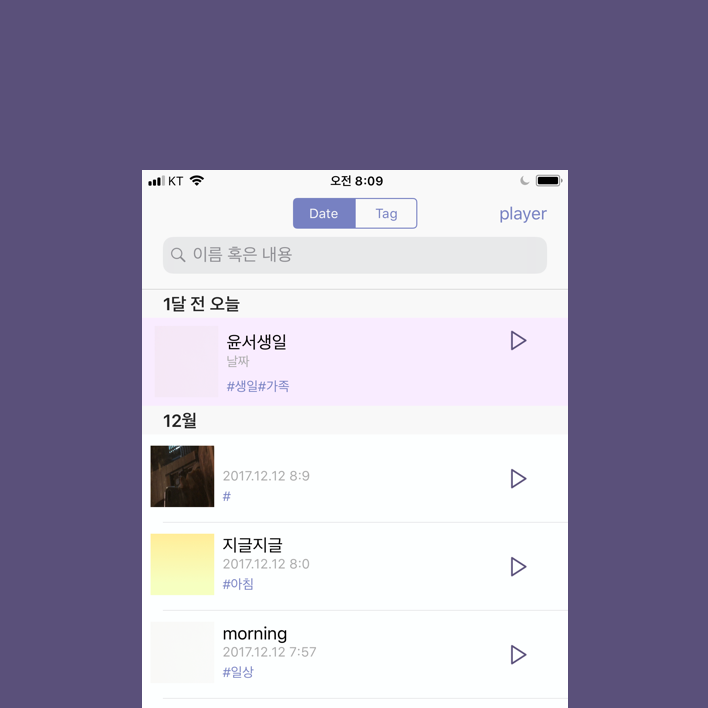 KT 오전 8:09
Date Tag player
이름 혹은 내용
1달 전 오늘
윤서생일
날짜
#생일#가족
12월
2017.12.12 8:9
#
지글지글
2017.12.12 8:0
#아침
morning
2017.12.12 7:57
#일상